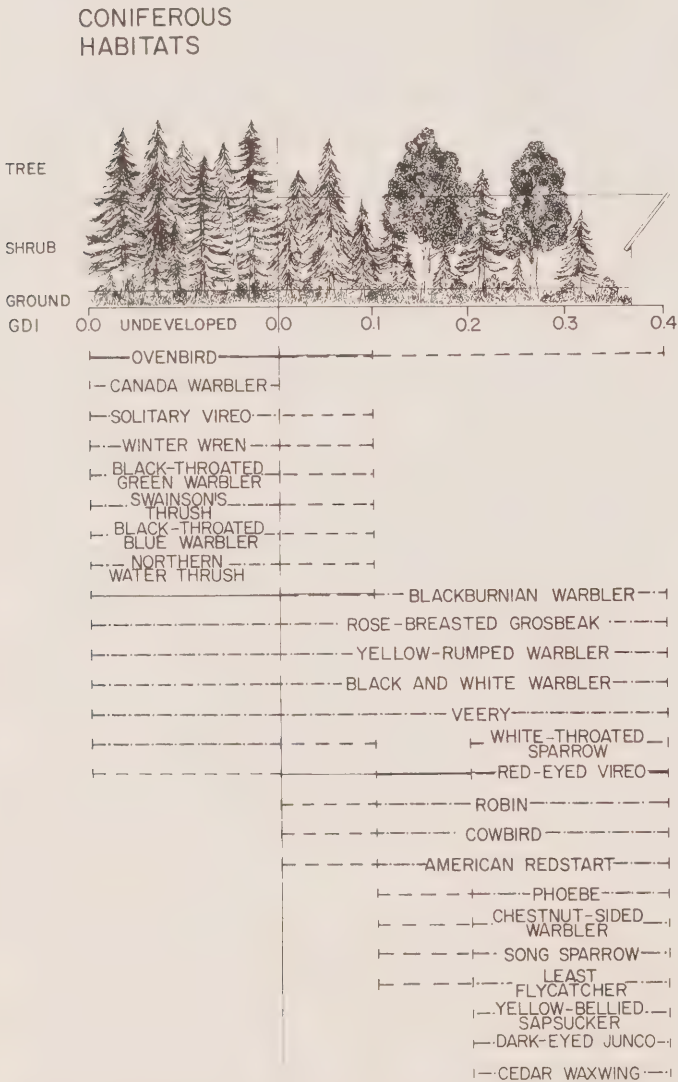 CONIFEROUS
HABITATS
TREE
SHRUB
GROUND
GDI 0.0 UNDEVELOPED 0.0 0.1 0.2 0.3 0.4
OVENBIRD
CANADA WARBLER
SOLITARY VIREO
WINTER WREN
BLACK-THROATED
GREEN WARBLER
SWAINSON'S
THRUSH
BLACK-THROATED
BLUE WARBLER
NORTHERN
WATER THRUSH
BLACKBURNIAN WARBLER
ROSE-BREASTED GROSBEAK
YELLOW-RUMPED WARBLER
BLACK AND WHITE WARBLER
VEERY
WHITE-THROATED
SPARROW
RED-EYED VIREO
ROBIN
COWBIRD
AMERICAN REDSTART
PHOEBE
CHESTNUT-SIDED
WARBLER
SONG SPARROW
LEAST
FLYCATCHER
YELLOW-BELLIED
SAPSUCKER
DARK-EYED JUNCO
CEDAR WAXWING